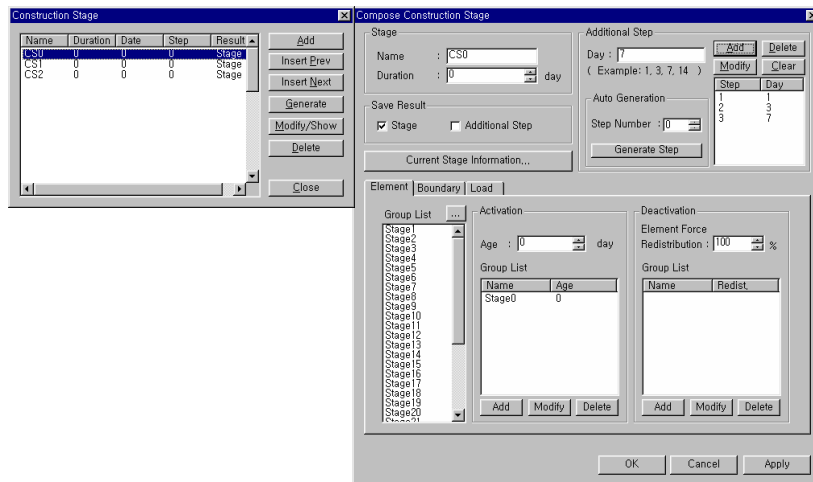 Construction Stage
Name Duration Date Step Result
CS0 0 0 0 Stage
CS1 0 0 0 Stage
CS2 0 0 0 Stage
Add
Insert Prev
Insert Next
Generate
Modify/Show
Delete
Close
Compose Construction Stage
Stage
Name : CS0
Duration : 0 day
Save Result
Stage Additional Step
Current Stage Information...
Additional Step
Day : 7
( Example: 1, 3, 7, 14 )
Add Delete
Modify Clear
Auto Generation
Step Number : 0
Generate Step
Step Day
1 1
2 3
3 7
Element Boundary Load
Group List ...
Stage1
Stage2
Stage3
Stage4
Stage5
Stage6
Stage7
Stage8
Stage9
Stage10
Stage11
Stage12
Stage13
Stage14
Stage15
Stage16
Stage17
Stage18
Stage19
Stage20
Stage21
Activation
Age : 0 day
Group List
Name Age
Stage0 0
Add Modify Delete
Deactivation
Element Force
Redistribution : 100 %
Group List
Name Redist.
Add Modify Delete
OK Cancel Apply